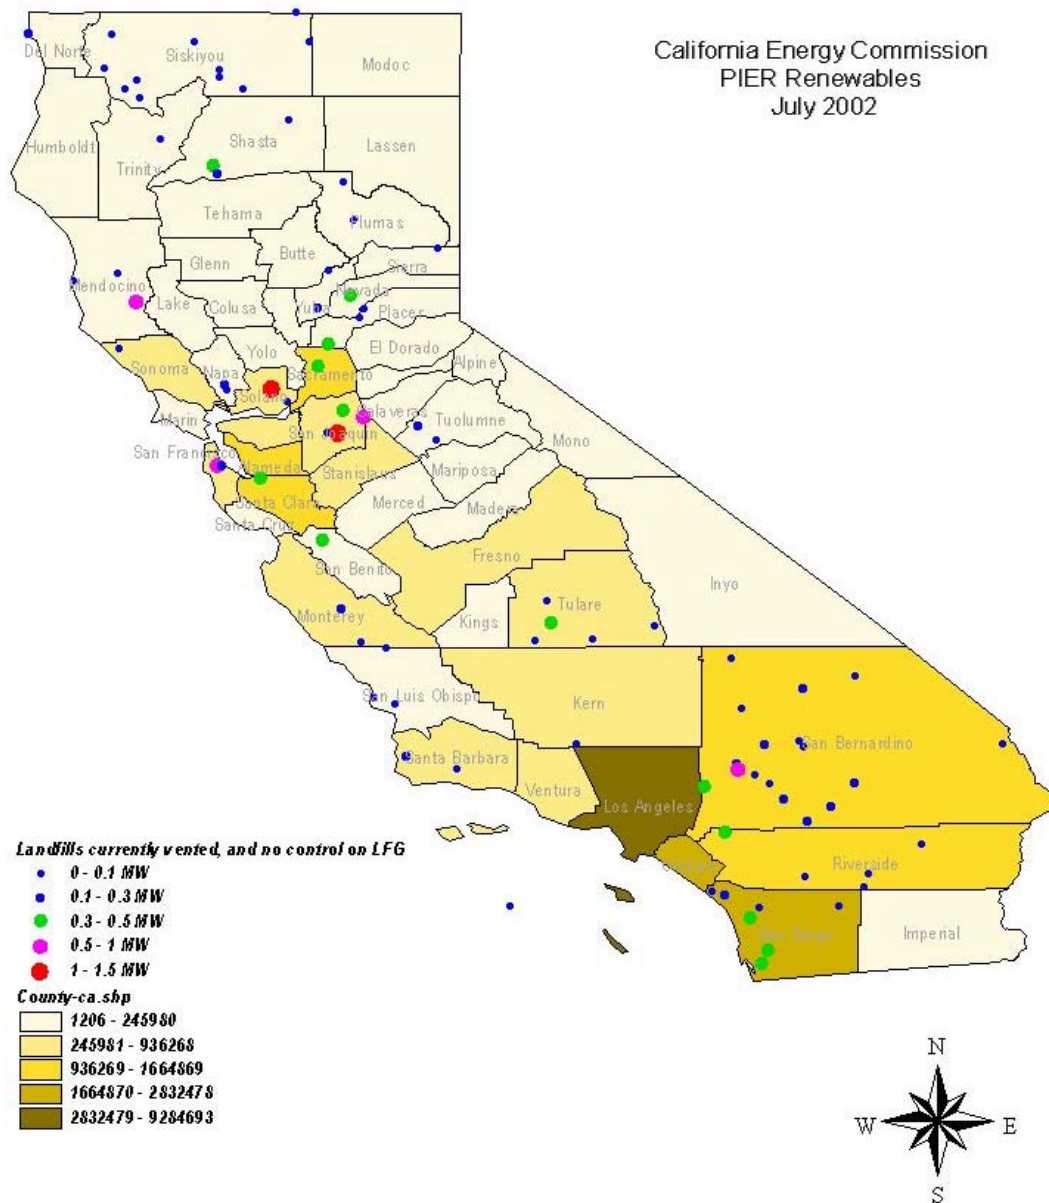 California Energy Commission
PIER Renewables
July 2002
Del Norte
Siskiyou
Modoc
Humboldt
Trinity
Shasta
Lassen
Tehama
Plumas
Glenn
Butte
Sierra
Mendocino
Lake
Colusa
Yuba
Nevada
Placer
Sonoma
Napa
Yolo
El Dorado
Alpine
Solano
Sacramento
Marin
Calaveras
Tuolumne
Mono
San Francisco
San Joaquin
Alameda
Stanislaus
Mariposa
Santa Clara
Merced
Madera
Santa Cruz
San Benito
Fresno
Inyo
Monterey
Kings
Tulare
San Luis Obispo
Kern
San Bernardino
Santa Barbara
Ventura
Los Angeles
Orange
Riverside
San Diego
Imperial
Landfills currently vented, and no control on LFG
0 - 0.1 MW
0.1 - 0.3 MW
0.3 - 0.5 MW
0.5 - 1 MW
1 - 1.5 MW
County-ca.shp
1206 - 245980
245981 - 936268
936269 - 1664869
1664870 - 2832478
2832479 - 9284693
N
W
E
S